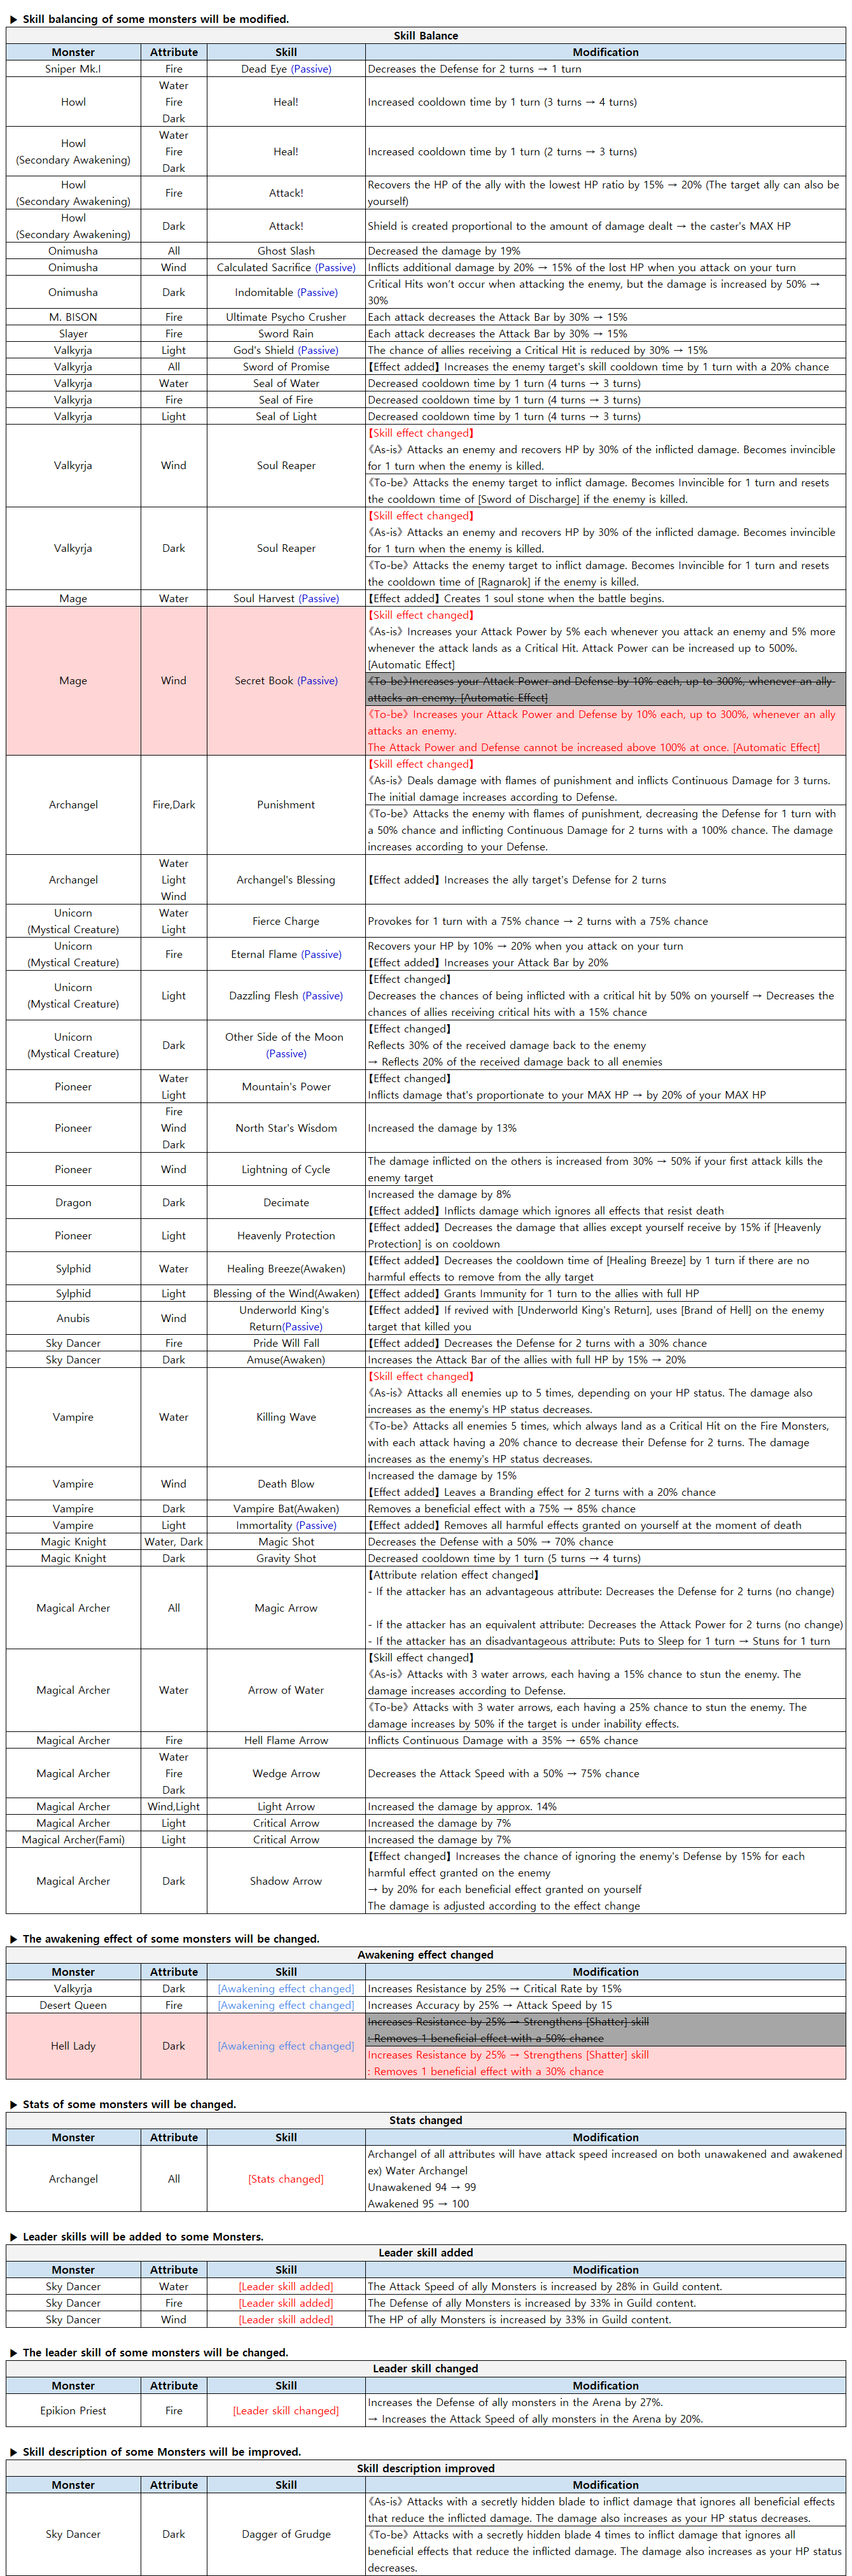 ▶ Skill balancing of some monsters will be modified.
Skill Balance
Monster Attribute Skill Modification
Sniper Mk.I Fire Dead Eye (Passive) Decreases the Defense for 2 turns → 1 turn
Howl Water Fire Dark Heal! Increased cooldown time by 1 turn (3 turns → 4 turns)
Howl (Secondary Awakening) Water Fire Dark Heal! Increased cooldown time by 1 turn (2 turns → 3 turns)
Howl (Secondary Awakening) Fire Attack! Recovers the HP of the ally with the lowest HP ratio by 15% → 20% (The target ally can also be
yourself)
Howl (Secondary Awakening) Dark Attack! Shield is created proportional to the amount of damage dealt → the caster's MAX HP
Onimusha All Ghost Slash Decreased the damage by 19%
Onimusha Wind Calculated Sacrifice (Passive) Inflicts additional damage by 20% → 15% of the lost HP when you attack on your turn
Onimusha Dark Indomitable (Passive) Critical Hits won't occur when attacking the enemy, but the damage is increased by 50% →
30%
M. BISON Fire Ultimate Psycho Crusher Each attack decreases the Attack Bar by 30% → 15%
Slayer Fire Sword Rain Each attack decreases the Attack Bar by 30% → 15%
Valkyrja Light God's Shield (Passive) The chance of allies receiving a Critical Hit is reduced by 30% → 15%
Valkyrja All Sword of Promise 【Effect added】 Increases the enemy target's skill cooldown time by 1 turn with a 20% chance
Valkyrja Water Seal of Water Decreased cooldown time by 1 turn (4 turns → 3 turns)
Valkyrja Fire Seal of Fire Decreased cooldown time by 1 turn (4 turns → 3 turns)
Valkyrja Light Seal of Light Decreased cooldown time by 1 turn (4 turns → 3 turns)
Valkyrja Wind Soul Reaper 【Skill effect changed】
《As-is》 Attacks an enemy and recovers HP by 30% of the inflicted damage. Becomes invincible
for 1 turn when the enemy is killed.
《To-be》 Attacks the enemy target to inflict damage. Becomes Invincible for 1 turn and resets
the cooldown time of [Sword of Discharge] if the enemy is killed.
Valkyrja Dark Soul Reaper 【Skill effect changed】
《As-is》 Attacks an enemy and recovers HP by 30% of the inflicted damage. Becomes invincible
for 1 turn when the enemy is killed.
《To-be》 Attacks the enemy target to inflict damage. Becomes Invincible for 1 turn and resets
the cooldown time of [Ragnarok] if the enemy is killed.
Mage Water Soul Harvest (Passive) 【Effect added】 Creates 1 soul stone when the battle begins.
Mage Wind Secret Book (Passive) 【Skill effect changed】
《As-is》 Increases your Attack Power by 5% each whenever you attack an enemy and 5% more
whenever the attack lands as a Critical Hit. Attack Power can be increased up to 500%.
[Automatic Effect]
《To-be》Increases your Attack Power and Defense by 10% each, up to 300%, whenever an ally
attacks an enemy. [Automatic Effect]
《To-be》 Increases your Attack Power and Defense by 10% each, up to 300%, whenever an ally
attacks an enemy.
The Attack Power and Defense cannot be increased above 100% at once. [Automatic Effect]
Archangel Fire,Dark Punishment 【Skill effect changed】
《As-is》 Deals damage with flames of punishment and inflicts Continuous Damage for 3 turns.
The initial damage increases according to Defense.
《To-be》 Attacks the enemy with flames of punishment, decreasing the Defense for 1 turn with
a 50% chance and inflicting Continuous Damage for 2 turns with a 100% chance. The damage
increases according to your Defense.
Archangel Water Light Wind Archangel's Blessing 【Effect added】 Increases the ally target's Defense for 2 turns
Unicorn (Mystical Creature) Water Light Fierce Charge Provokes for 1 turn with a 75% chance → 2 turns with a 75% chance
Unicorn (Mystical Creature) Fire Eternal Flame (Passive) Recovers your HP by 10% → 20% when you attack on your turn
【Effect added】 Increases your Attack Bar by 20%
Unicorn (Mystical Creature) Light Dazzling Flesh (Passive) 【Effect changed】
Decreases the chances of being inflicted with a critical hit by 50% on yourself → Decreases the
chances of allies receiving critical hits with a 15% chance
Unicorn (Mystical Creature) Dark Other Side of the Moon (Passive) 【Effect changed】
Reflects 30% of the received damage back to the enemy
→ Reflects 20% of the received damage back to all enemies
Pioneer Water Light Mountain's Power 【Effect changed】
Inflicts damage that's proportionate to your MAX HP → by 20% of your MAX HP
Pioneer Fire Wind Dark North Star's Wisdom Increased the damage by 13%
Pioneer Wind Lightning of Cycle The damage inflicted on the others is increased from 30% → 50% if your first attack kills the
enemy target
Dragon Dark Decimate Increased the damage by 8%
【Effect added】 Inflicts damage which ignores all effects that resist death
Pioneer Light Heavenly Protection 【Effect added】 Decreases the damage that allies except yourself receive by 15% if [Heavenly
Protection] is on cooldown
Sylphid Water Healing Breeze(Awaken) 【Effect added】 Decreases the cooldown time of [Healing Breeze] by 1 turn if there are no
harmful effects to remove from the ally target
Sylphid Light Blessing of the Wind(Awaken) 【Effect added】 Grants Immunity for 1 turn to the allies with full HP
Anubis Wind Underworld King's Return(Passive) 【Effect added】 If revived with [Underworld King's Return], uses [Brand of Hell] on the enemy
target that killed you
Sky Dancer Fire Pride Will Fall 【Effect added】 Decreases the Defense for 2 turns with a 30% chance
Sky Dancer Dark Amuse(Awaken) Increases the Attack Bar of the allies with full HP by 15% → 20%
Vampire Water Killing Wave 【Skill effect changed】
《As-is》 Attacks all enemies up to 5 times, depending on your HP status. The damage also
increases as the enemy's HP status decreases.
《To-be》 Attacks all enemies 5 times, which always land as a Critical Hit on the Fire Monsters,
with each attack having a 20% chance to decrease their Defense for 2 turns. The damage
increases as the enemy's HP status decreases.
Vampire Wind Death Blow Increased the damage by 15%
【Effect added】 Leaves a Branding effect for 2 turns with a 20% chance
Vampire Dark Vampire Bat(Awaken) Removes a beneficial effect with a 75% → 85% chance
Vampire Light Immortality (Passive) 【Effect added】 Removes all harmful effects granted on yourself at the moment of death
Magic Knight Water, Dark Magic Shot Decreases the Defense with a 50% → 70% chance
Magic Knight Dark Gravity Shot Decreased cooldown time by 1 turn (5 turns → 4 turns)
Magical Archer All Magic Arrow 【Attribute relation effect changed】
- If the attacker has an advantageous attribute: Decreases the Defense for 2 turns (no change)
- If the attacker has an equivalent attribute: Decreases the Attack Power for 2 turns (no change)
- If the attacker has an disadvantageous attribute: Puts to Sleep for 1 turn → Stuns for 1 turn
Magical Archer Water Arrow of Water 【Skill effect changed】
《As-is》 Attacks with 3 water arrows, each having a 15% chance to stun the enemy. The
damage increases according to Defense.
《To-be》 Attacks with 3 water arrows, each having a 25% chance to stun the enemy. The
damage increases by 50% if the target is under inability effects.
Magical Archer Fire Hell Flame Arrow Inflicts Continuous Damage with a 35% → 65% chance
Magical Archer Water Fire Dark Wedge Arrow Decreases the Attack Speed with a 50% → 75% chance
Magical Archer Wind,Light Light Arrow Increased the damage by approx. 14%
Magical Archer Light Critical Arrow Increased the damage by 7%
Magical Archer(Fami) Light Critical Arrow Increased the damage by 7%
Magical Archer Dark Shadow Arrow 【Effect changed】 Increases the chance of ignoring the enemy's Defense by 15% for each
harmful effect granted on the enemy
→ by 20% for each beneficial effect granted on yourself
The damage is adjusted according to the effect change
▶ The awakening effect of some monsters will be changed.
Awakening effect changed
Monster Attribute Skill Modification
Valkyrja Dark [Awakening effect changed] Increases Resistance by 25% → Critical Rate by 15%
Desert Queen Fire [Awakening effect changed] Increases Accuracy by 25% → Attack Speed by 15
Hell Lady Dark [Awakening effect changed] Increases Resistance by 25% → Strengthens [Shatter] skill
: Removes 1 beneficial effect with a 50% chance
Increases Resistance by 25% → Strengthens [Shatter] skill
: Removes 1 beneficial effect with a 30% chance
▶ Stats of some monsters will be changed.
Stats changed
Monster Attribute Skill Modification
Archangel All [Stats changed] Archangel of all attributes will have attack speed increased on both unawakened and awakened
ex) Water Archangel
Unawakened 94 → 99
Awakened 95 → 100
▶ Leader skills will be added to some Monsters.
Leader skill added
Monster Attribute Skill Modification
Sky Dancer Water [Leader skill added] The Attack Speed of ally Monsters is increased by 28% in Guild content.
Sky Dancer Fire [Leader skill added] The Defense of ally Monsters is increased by 33% in Guild content.
Sky Dancer Wind [Leader skill added] The HP of ally Monsters is increased by 33% in Guild content.
▶ The leader skill of some monsters will be changed.
Leader skill changed
Monster Attribute Skill Modification
Epikion Priest Fire [Leader skill changed] Increases the Defense of ally monsters in the Arena by 27%.
→ Increases the Attack Speed of ally monsters in the Arena by 20%.
▶ Skill description of some Monsters will be improved.
Skill description improved
Monster Attribute Skill Modification
Sky Dancer Dark Dagger of Grudge 《As-is》 Attacks with a secretly hidden blade to inflict damage that ignores all beneficial effects
that reduce the inflicted damage. The damage also increases as your HP status decreases.
《To-be》 Attacks with a secretly hidden blade 4 times to inflict damage that ignores all
beneficial effects that reduce the inflicted damage. The damage also increases as your HP status
decreases.